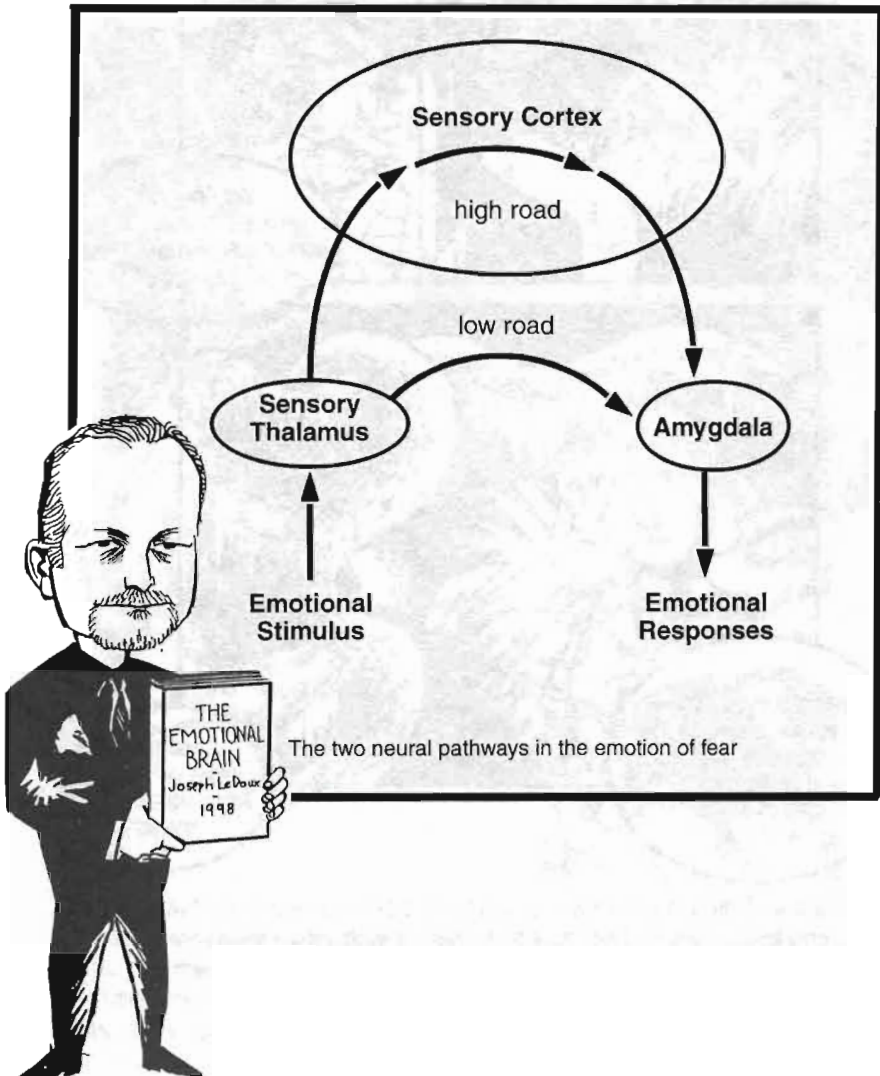 Sensory Cortex
high road
low road
Sensory
Thalamus
Amygdala
Emotional
Stimulus
Emotional
Responses
THE
EMOTIONAL
BRAIN
-
Joseph LeDoux
-
1998
The two neural pathways in the emotion of fear